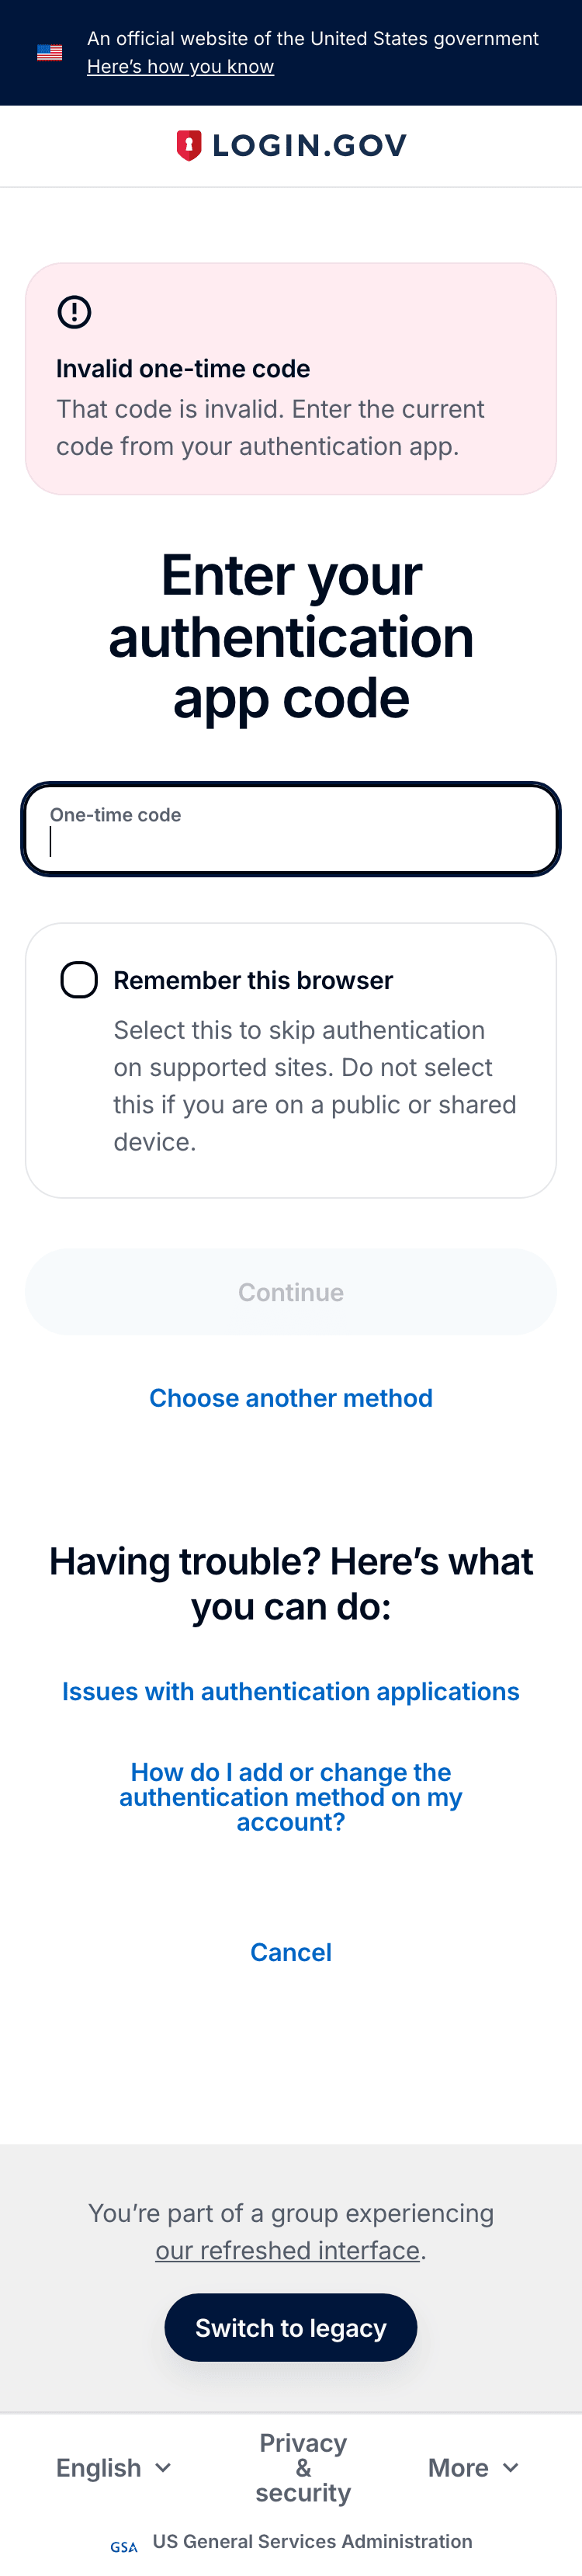 An official website of the United States government
Here’s how you know
LOGIN.GOV
Invalid one-time code
That code is invalid. Enter the current
code from your authentication app.
Enter your
authentication
app code
One-time code
Remember this browser
Select this to skip authentication
on supported sites. Do not select
this if you are on a public or shared
device.
Continue
Choose another method
Having trouble? Here’s what
you can do:
Issues with authentication applications
How do I add or change the
authentication method on my
account?
Cancel
You’re part of a group experiencing
our refreshed interface.
Switch to legacy
English
Privacy
&
security
More
GSA US General Services Administration